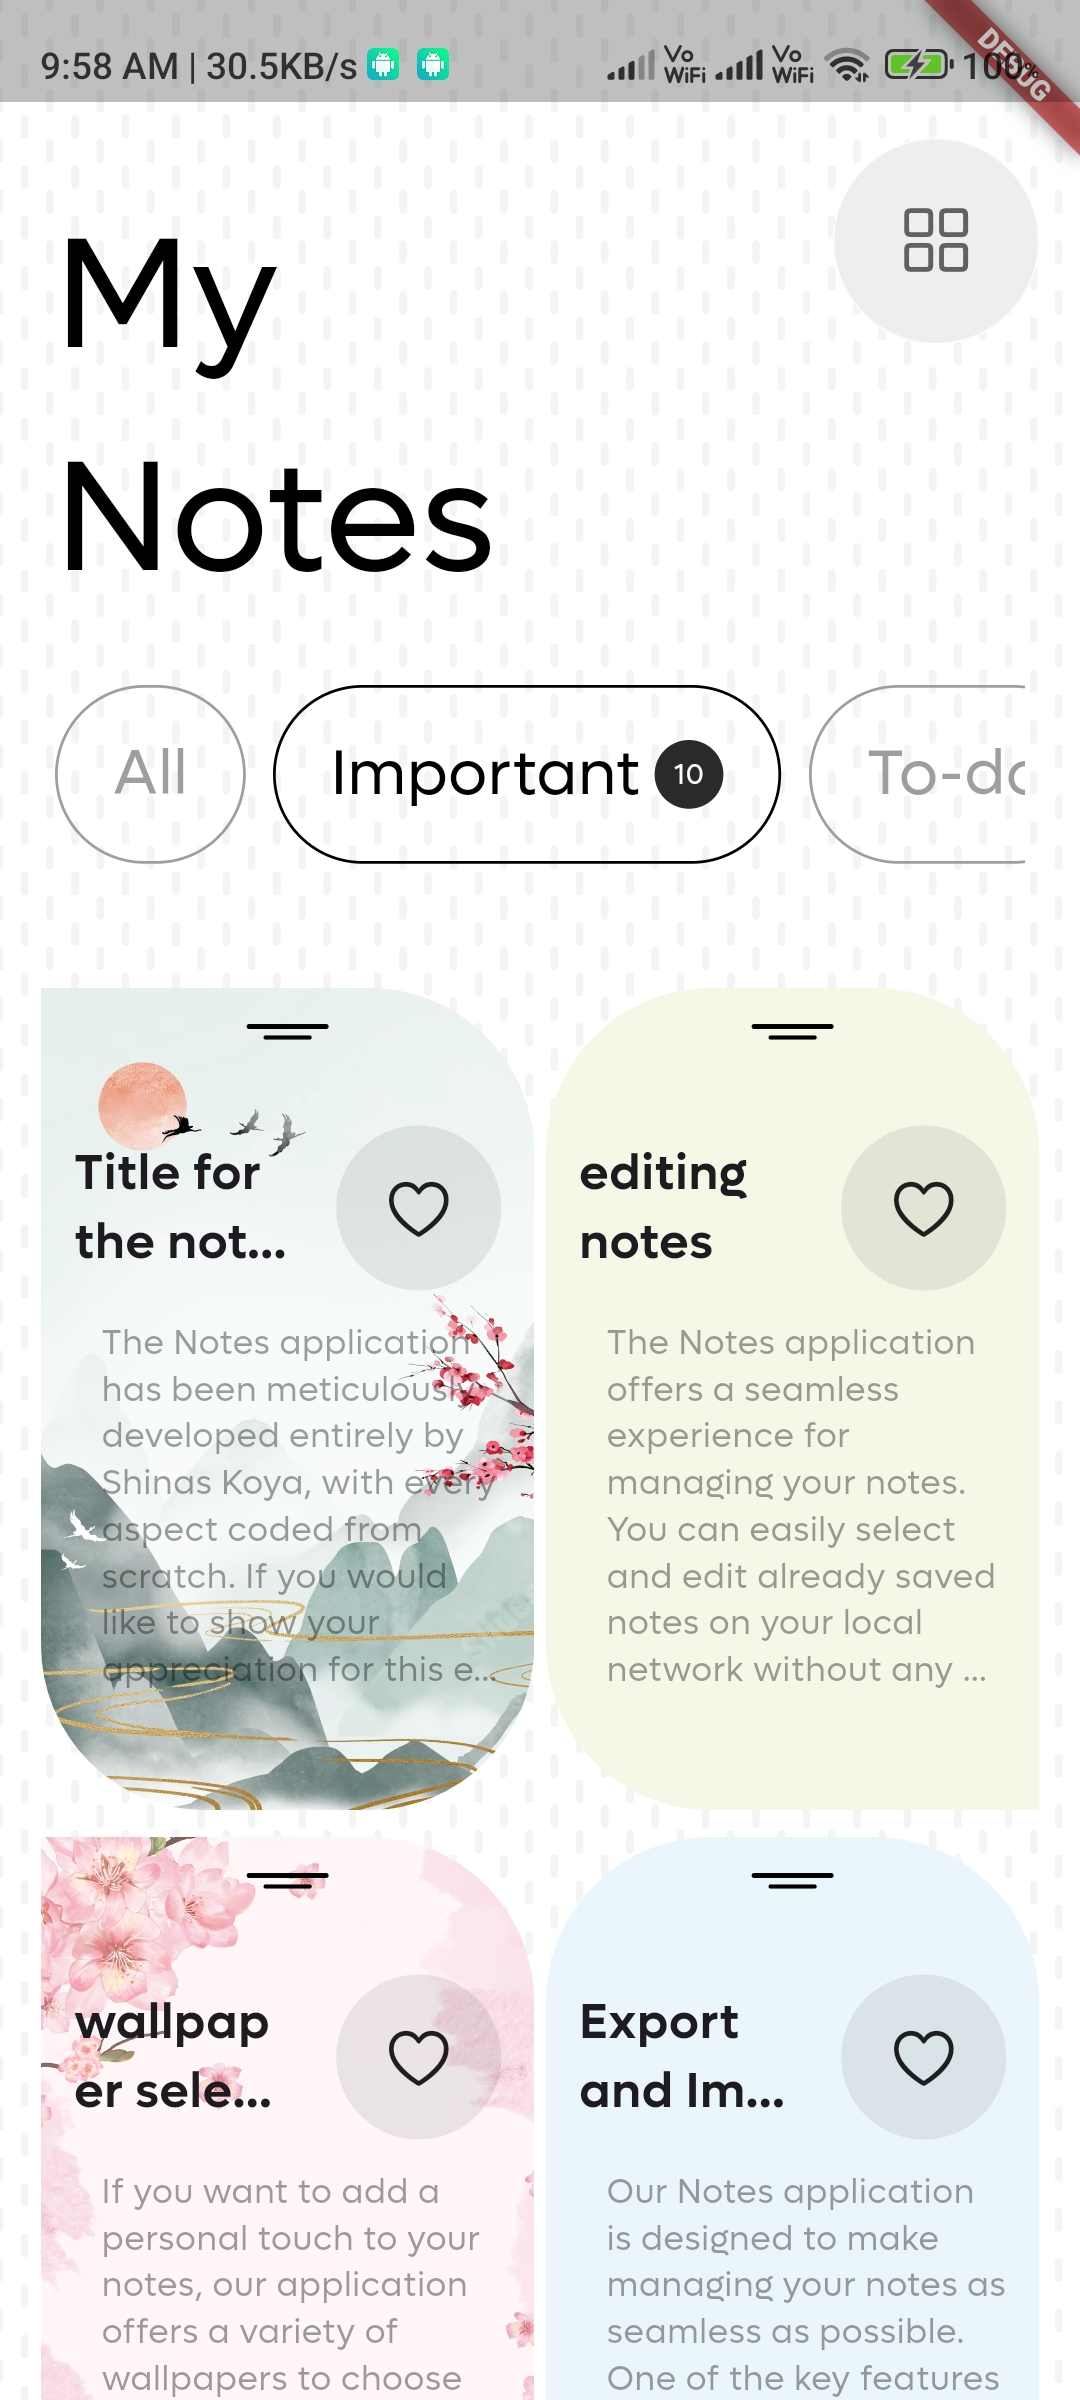 9:58 AM | 30.5KB/s
Vo WiFi Vo WiFi 100%
DEBUG
My
Notes
All
Important 10
To-do
Title for
the not...
The Notes application
has been meticulously
developed entirely by
Shinas Koya, with every
aspect coded from
scratch. If you would
like to show your
appreciation for this e...
editing
notes
The Notes application
offers a seamless
experience for
managing your notes.
You can easily select
and edit already saved
notes on your local
network without any ...
wallpap
er sele...
If you want to add a
personal touch to your
notes, our application
offers a variety of
wallpapers to choose
Export
and Im...
Our Notes application
is designed to make
managing your notes as
seamless as possible.
One of the key features